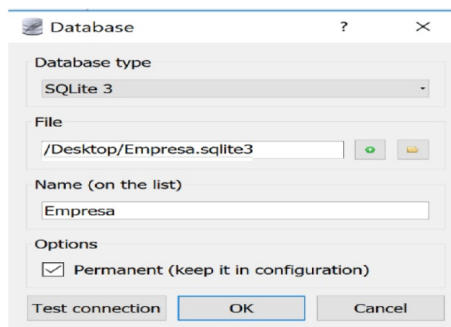 Database ?
Database type
SQLite 3
File
/Desktop/Empresa.sqlite3
Name (on the list)
Empresa
Options
Permanent (keep it in configuration)
Test connection OK Cancel